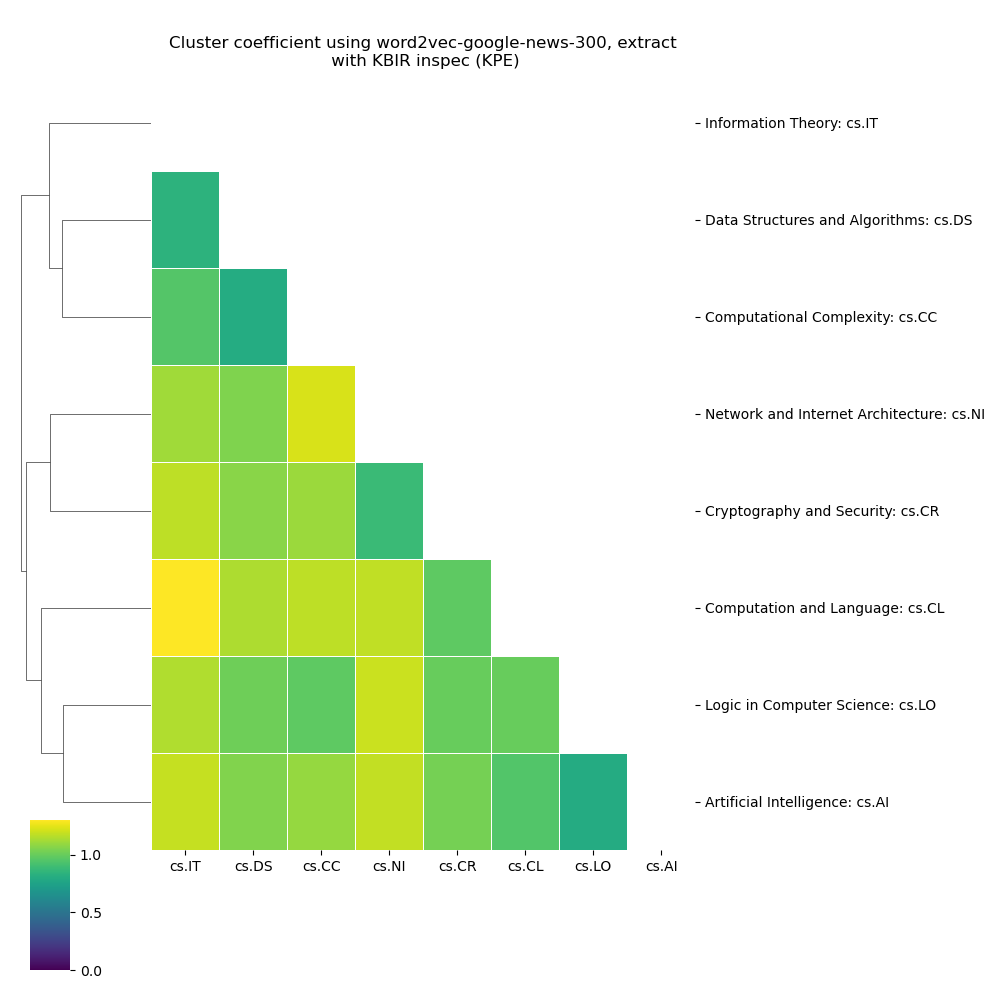 Cluster coefficient using word2vec-google-news-300, extract
with KBIR inspec (KPE)
Information Theory: cs.IT
Data Structures and Algorithms: cs.DS
Computational Complexity: cs.CC
Network and Internet Architecture: cs.NI
Cryptography and Security: cs.CR
Computation and Language: cs.CL
Logic in Computer Science: cs.LO
Artificial Intelligence: cs.AI
cs.IT cs.DS cs.CC cs.NI cs.CR cs.CL cs.LO cs.AI
1.0
0.5
0.0